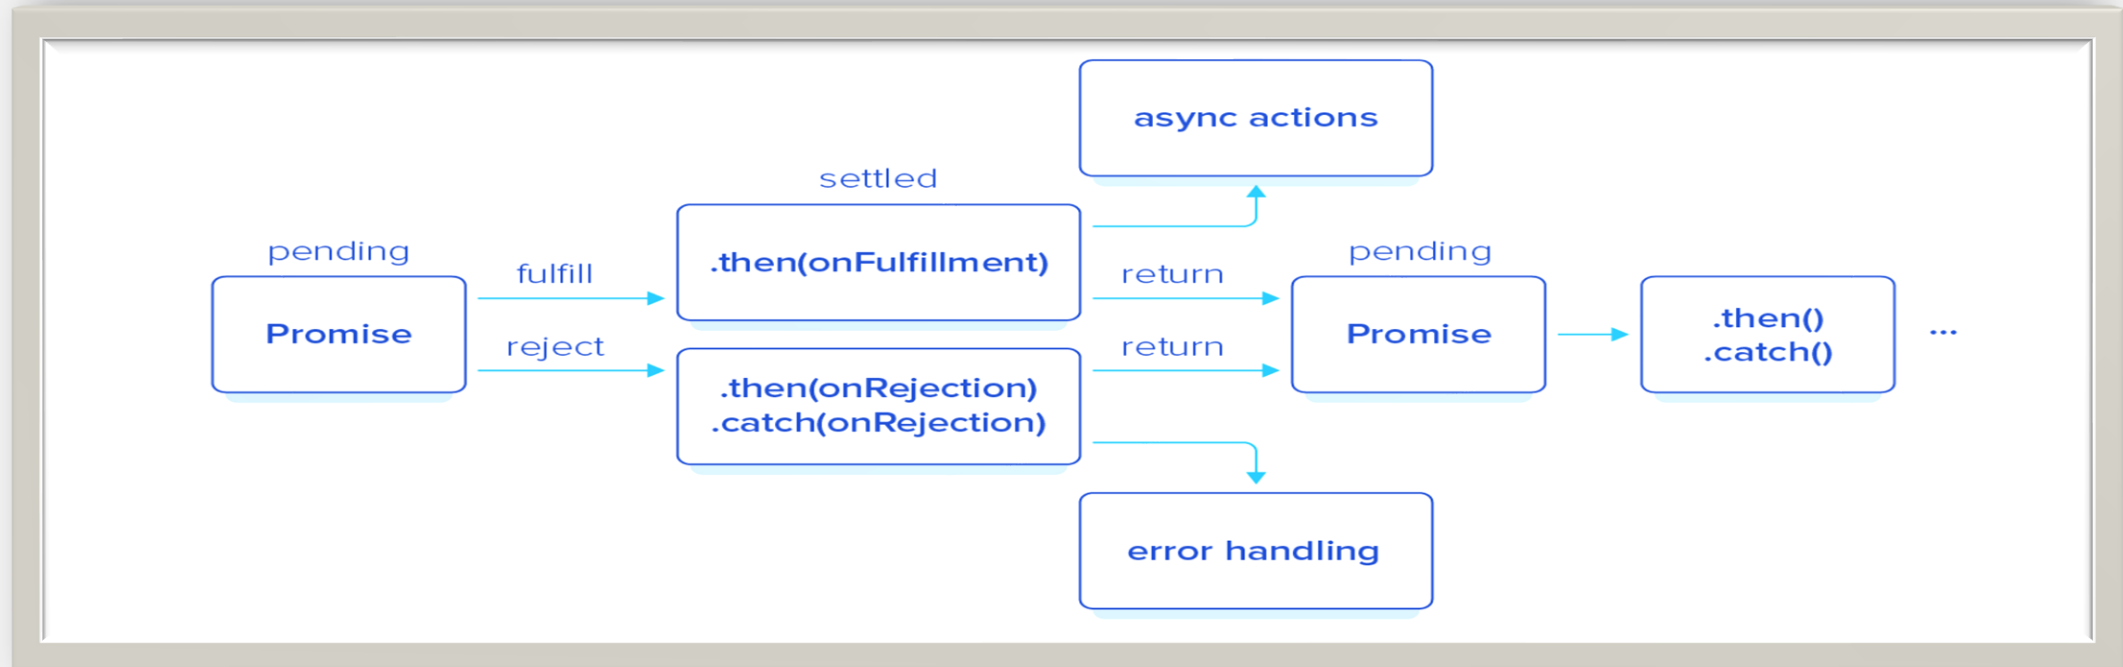 async actions
settled
pending
fulfill
.then(onFulfillment)
return
pending
Promise
reject
.then(onRejection)
.catch(onRejection)
return
Promise
.then()
.catch()
...
error handling